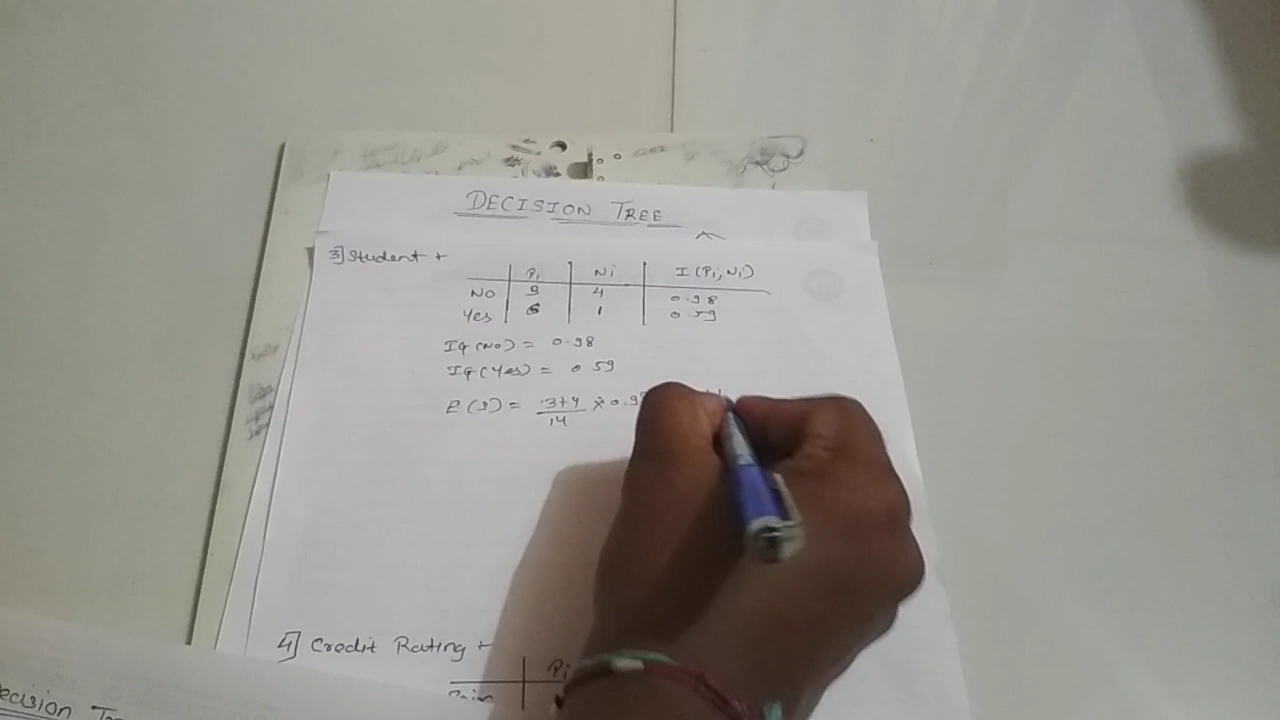 DECISION TREE
3] Student +
Pi Ni I (Pi, Ni)
NO 3 4 0.98
Yes 6 1 0.59
IG (NO) = 0.98
IG (Yes) = 0.59
E (S) = 3+4 × 0.9
14
4] Credit Rating +
Pi
ecision